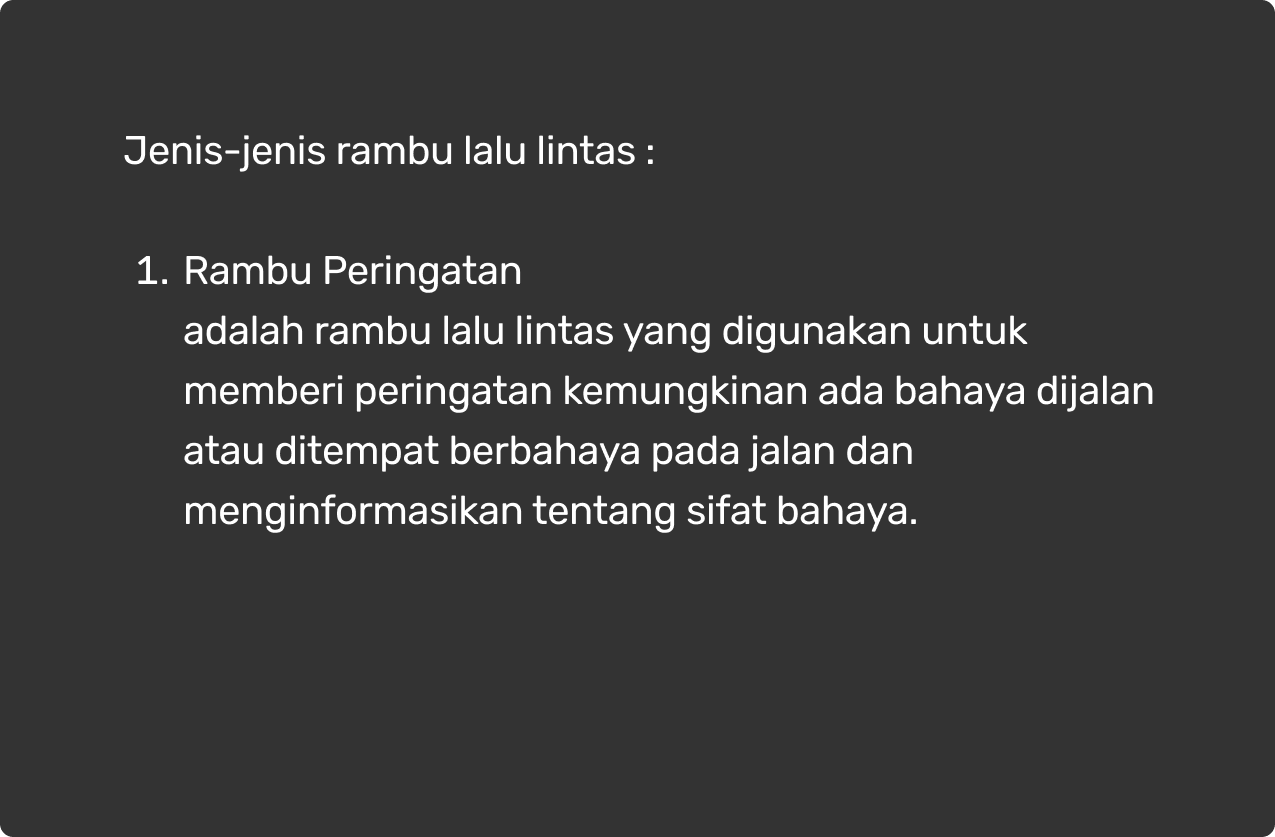 Jenis-jenis rambu lalu lintas :
1. Rambu Peringatan
adalah rambu lalu lintas yang digunakan untuk
memberi peringatan kemungkinan ada bahaya dijalan
atau ditempat berbahaya pada jalan dan
menginformasikan tentang sifat bahaya.